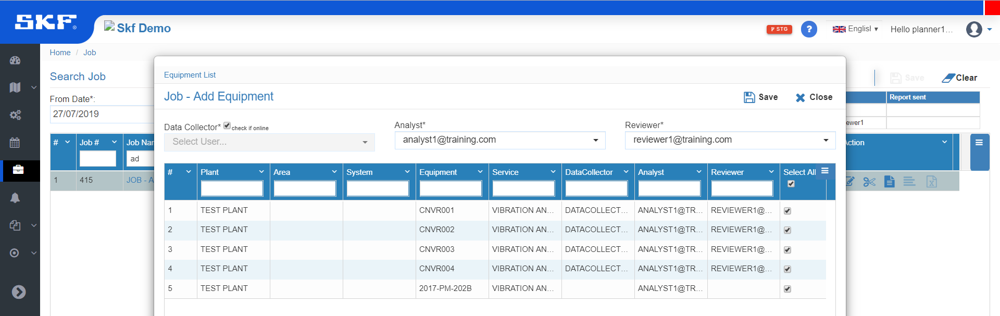 SKF®
Skf Demo
STG
?
English ▾
Hello planner1...
Home / Job
Search Job
Save
Clear
From Date*:
27/07/2019
Report sent
ewer1
# Job # Job Nar
ad
Action
1 415 JOB - A
Equipment List
Job - Add Equipment
Save
Close
Data Collector* check if online
Select User...
Analyst*
analyst1@training.com
Reviewer*
reviewer1@training.com
# Plant Area System Equipment Service DataCollector Analyst Reviewer Select All
1 TEST PLANT CNVR001 VIBRATION AN... DATACOLLECT... ANALYST1@TR... REVIEWER1@...
2 TEST PLANT CNVR002 VIBRATION AN... DATACOLLECT... ANALYST1@TR... REVIEWER1@...
3 TEST PLANT CNVR003 VIBRATION AN... DATACOLLECT... ANALYST1@TR... REVIEWER1@...
4 TEST PLANT CNVR004 VIBRATION AN... DATACOLLECT... ANALYST1@TR... REVIEWER1@...
5 TEST PLANT 2017-PM-202B VIBRATION AN... ANALYST1@TR...